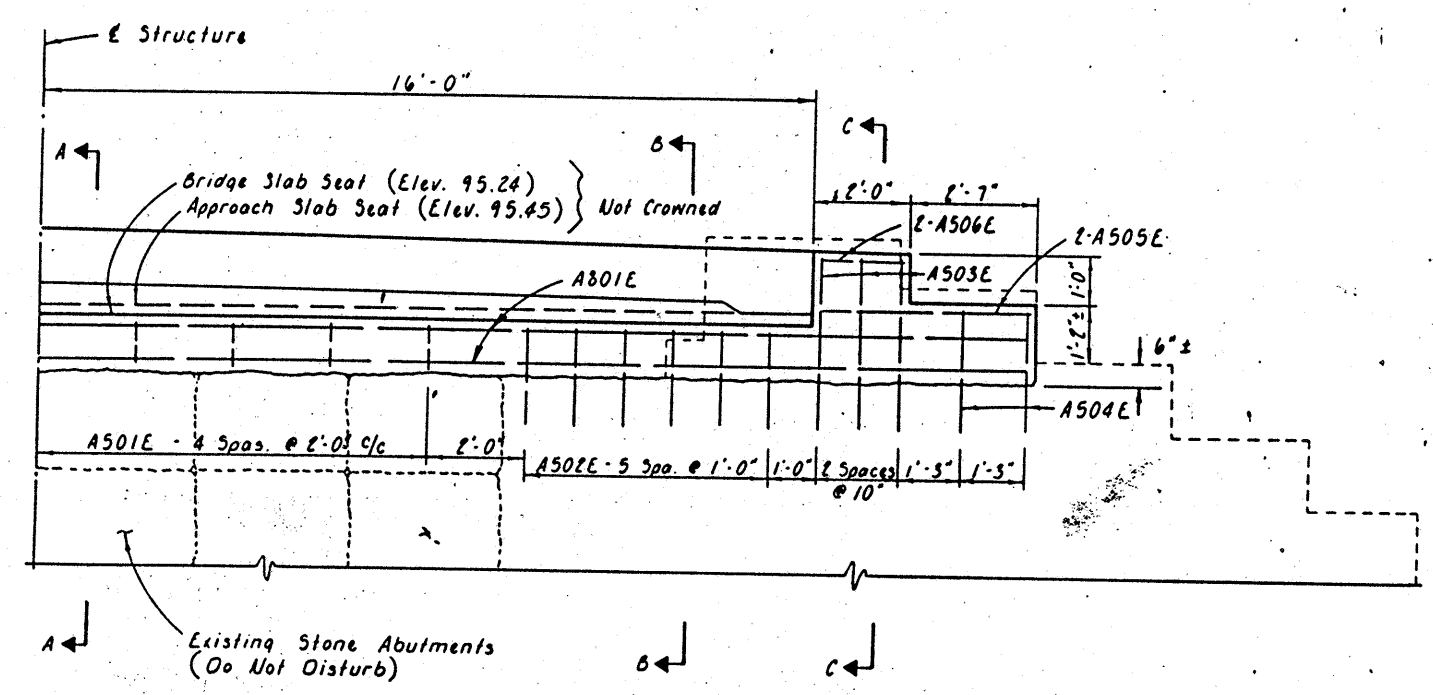 ℄ Structure
16'-0"
A
B
C
Bridge Slab Seat (Elev. 95.24)
Approach Slab Seat (Elev. 95.45)
Not Crowned
2'-0"
2'-7"
2-A506E
2-A505E
A503E
A801E
1'-0"
1'-2"±
6"±
A504E
A501E - 4 Spas. @ 2'-0" c/c
2'-0"
A502E - 5 Spa. @ 1'-0"
1'-0"
2 Spaces
@ 10"
1'-3"
1'-3"
A
B
C
Existing Stone Abutments
(Do Not Disturb)